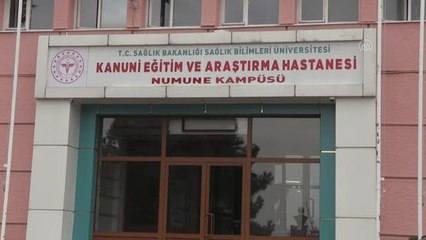 T.C. SAĞLIK BAKANLIĞI SAĞLIK BİLİMLERİ ÜNİVERSİTESİ
KANUNİ EĞİTİM VE ARAŞTIRMA HASTANESİ
NUMUNE KAMPÜSÜ